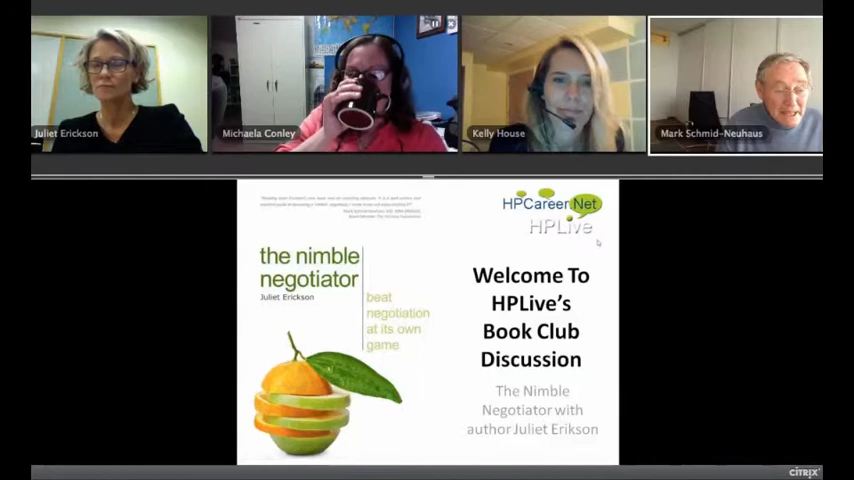 Juliet Erickson
Michaela Conley
Kelly House
Mark Schmid-Neuhaus
HPCareer.Net
HPLive
the nimble
negotiator
Juliet Erickson
beat
negotiation
at its own
game
Welcome To
HPLive's
Book Club
Discussion
The Nimble
Negotiator with
author Juliet Erikson
CITRIX